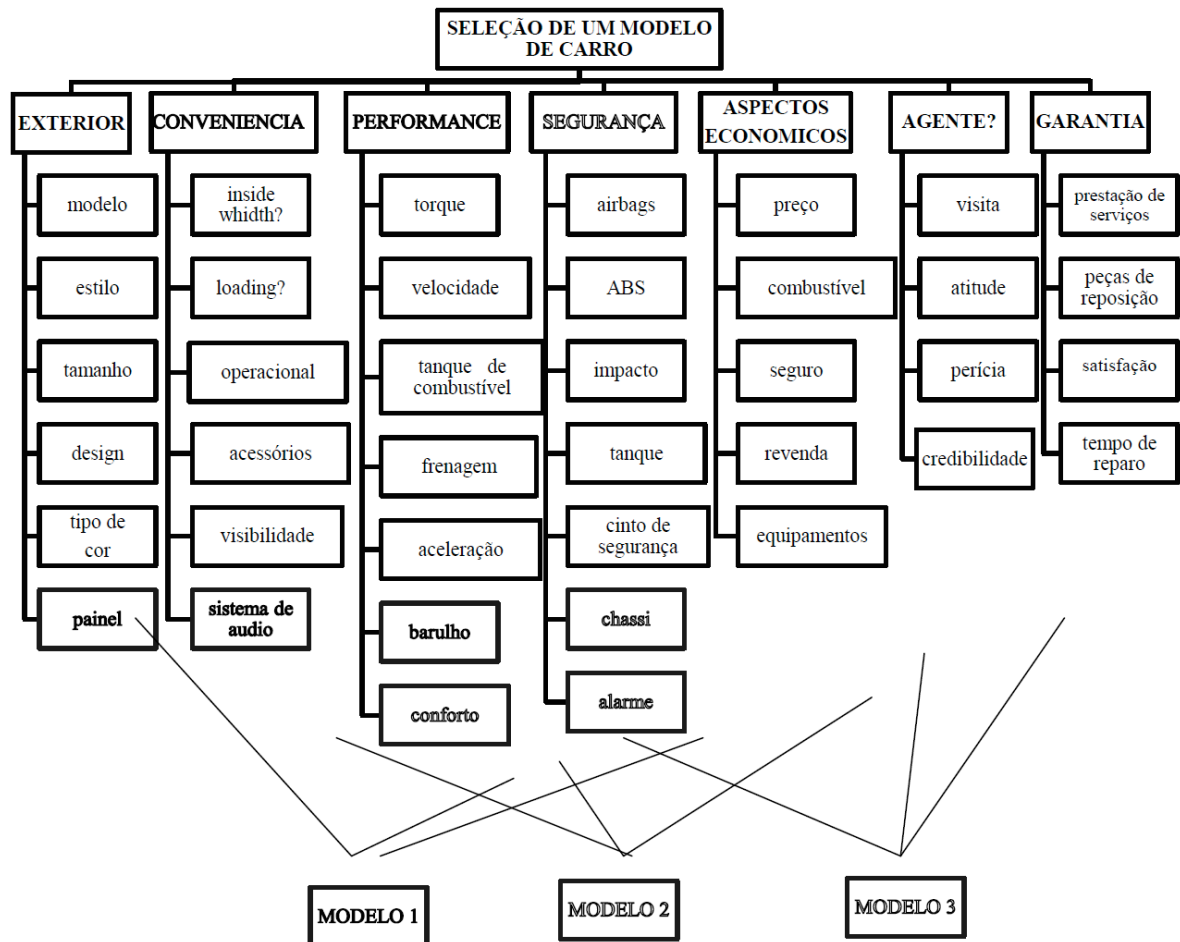 SELEÇÃO DE UM MODELO
DE CARRO
EXTERIOR
modelo
estilo
tamanho
design
tipo de
cor
painel
CONVENIENCIA
inside
whidth?
loading?
operacional
acessórios
visibilidade
sistema de
audio
PERFORMANCE
torque
velocidade
tanque de
combustível
frenagem
aceleração
barulho
conforto
SEGURANÇA
airbags
ABS
impacto
tanque
cinto de
segurança
chassi
alarme
ASPECTOS
ECONOMICOS
preço
combustível
seguro
revenda
equipamentos
AGENTE?
visita
atitude
perícia
credibilidade
GARANTIA
prestação de
serviços
peças de
reposição
satisfação
tempo de
reparo
MODELO 1
MODELO 2
MODELO 3